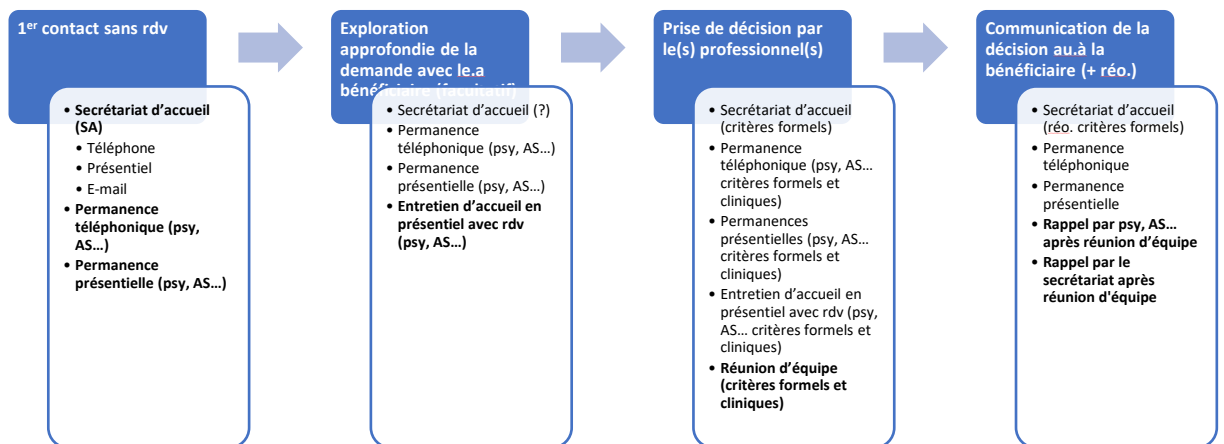 1er contact sans rdv
• Secrétariat d'accueil
(SA)
• Téléphone
• Présentiel
• E-mail
• Permanence
téléphonique (psy,
AS…)
• Permanence
présentielle (psy, AS…)
Exploration
approfondie de la
demande avec le.a
bénéficiaire (facultatif)
• Secrétariat d'accueil (?)
• Permanence
téléphonique (psy, AS…)
• Permanence
présentielle (psy, AS…)
• Entretien d'accueil en
présentiel avec rdv
(psy, AS…)
Prise de décision par
le(s) professionnel(s)
• Secrétariat d'accueil
(critères formels)
• Permanence
téléphonique (psy, AS…
critères formels et
cliniques)
• Permanences
présentielles (psy, AS…
critères formels et
cliniques)
• Entretien d'accueil en
présentiel avec rdv (psy,
AS… critères formels et
cliniques)
• Réunion d'équipe
(critères formels et
cliniques)
Communication de la
décision au.à la
bénéficiaire (+ réo.)
• Secrétariat d'accueil
(réo. critères formels)
• Permanence
téléphonique
• Permanence
présentielle
• Rappel par psy, AS…
après réunion d'équipe
• Rappel par le
secrétariat après
réunion d'équipe